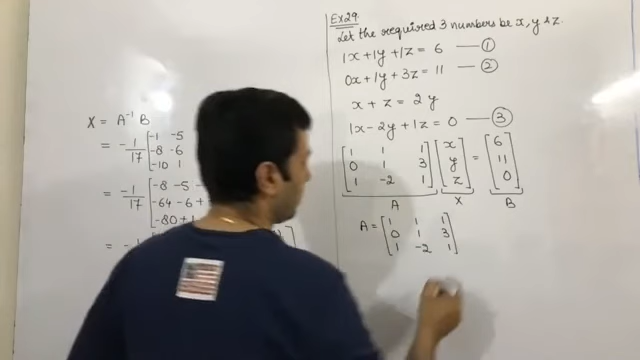 X = A⁻¹ B
= -1/17 [ -1 -5
-8 -6
-10 1
= -1/17 [ -8 -5 -
-64 -6 +
-80 + 1
= -1
Ex 29.
Let the required 3 numbers be x, y & z.
1x + 1y + 1z = 6 —— ①
0x + 1y + 3z = 11 —— ②
x + z = 2y
1x - 2y + 1z = 0 —— ③
[ 1 1 1 ] [ x ] = [ 6 ]
[ 0 1 3 ] [ y ] [ 11 ]
[ 1 -2 1 ] [ z ] [ 0 ]
A X B
A = [ 1 1 1 ]
[ 0 1 3 ]
[ 1 -2 1 ]